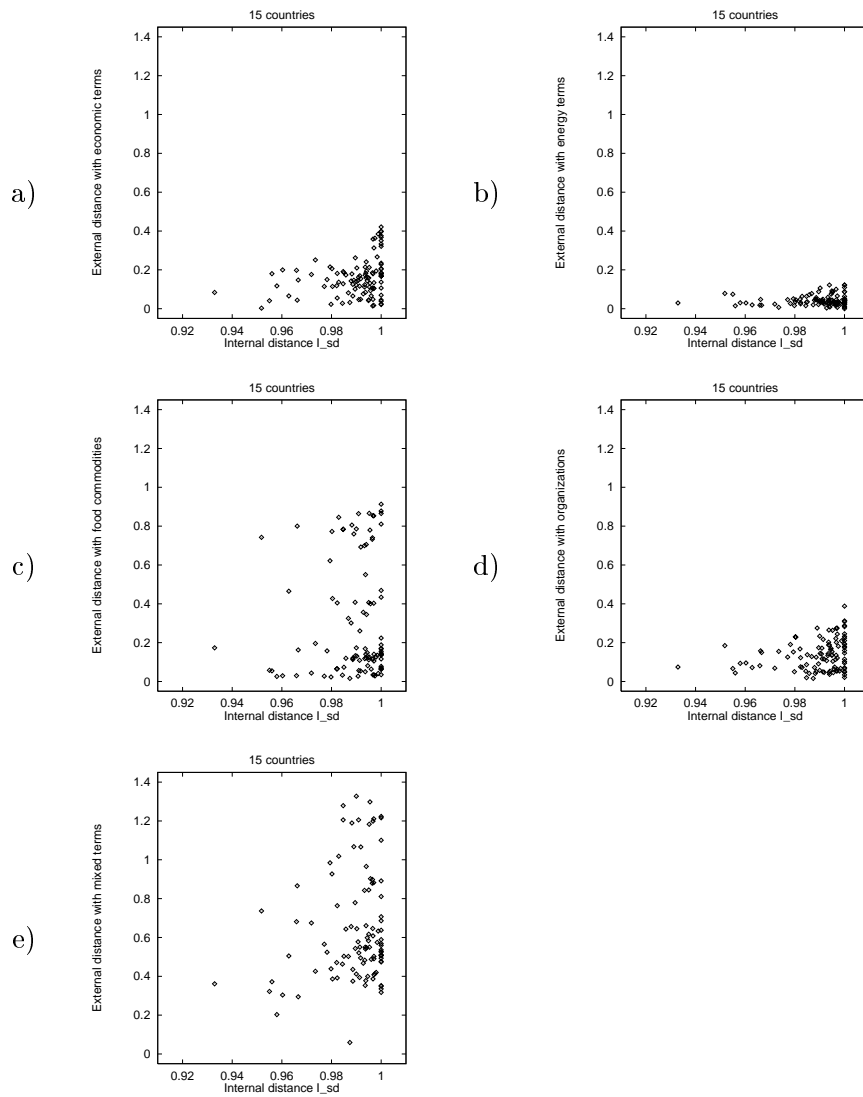 15 countries
1.4
1.2
1
0.8
0.6
0.4
0.2
0
External distance with economic terms
a)
0.92 0.94 0.96 0.98 1
Internal distance I_sd
15 countries
1.4
1.2
1
0.8
0.6
0.4
0.2
0
External distance with energy terms
b)
0.92 0.94 0.96 0.98 1
Internal distance I_sd
15 countries
1.4
1.2
1
0.8
0.6
0.4
0.2
0
External distance with food commodities
c)
0.92 0.94 0.96 0.98 1
Internal distance I_sd
15 countries
1.4
1.2
1
0.8
0.6
0.4
0.2
0
External distance with organizations
d)
0.92 0.94 0.96 0.98 1
Internal distance I_sd
15 countries
1.4
1.2
1
0.8
0.6
0.4
0.2
0
External distance with mixed terms
e)
0.92 0.94 0.96 0.98 1
Internal distance I_sd